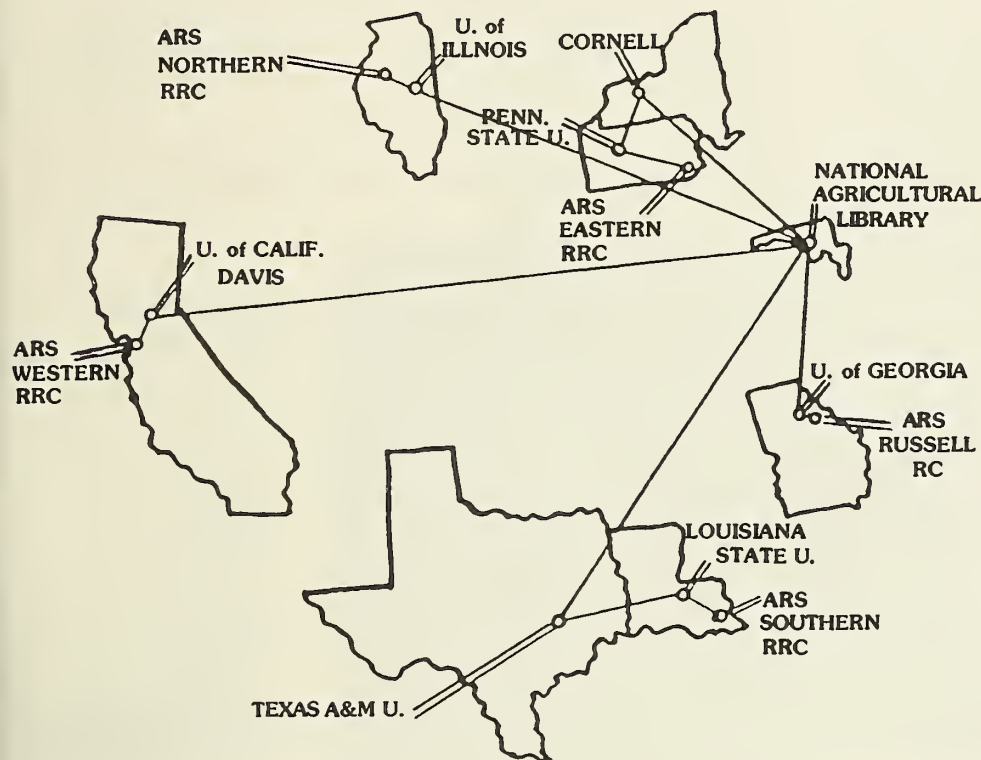 ARS
NORTHERN
RRC
U. of
ILLNOIS
CORNELL
PENN.
STATE U.
ARS
EASTERN
RRC
NATIONAL
AGRICULTURAL
LIBRARY
U. of CALIF.
DAVIS
ARS
WESTERN
RRC
U. of GEORGIA
ARS
RUSSELL
RC
LOUISIANA
STATE U.
ARS
SOUTHERN
RRC
TEXAS A&M U.